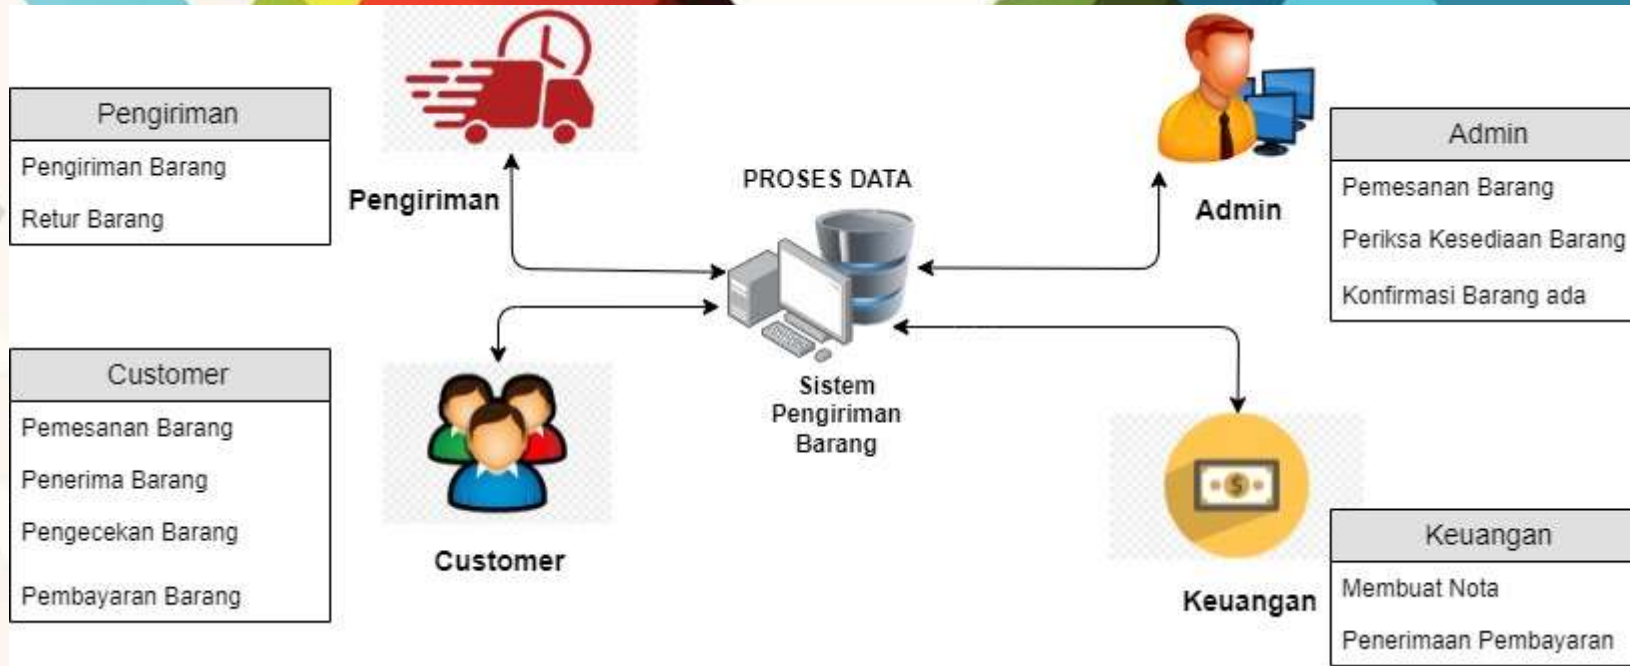 Pengiriman
Pengiriman Barang
Retur Barang
Pengiriman
PROSES DATA
Admin
Admin
Pemesanan Barang
Periksa Kesediaan Barang
Konfirmasi Barang ada
Sistem
Pengiriman
Barang
Customer
Pemesanan Barang
Penerima Barang
Pengecekan Barang
Pembayaran Barang
Customer
$
Keuangan
Keuangan
Membuat Nota
Penerimaan Pembayaran